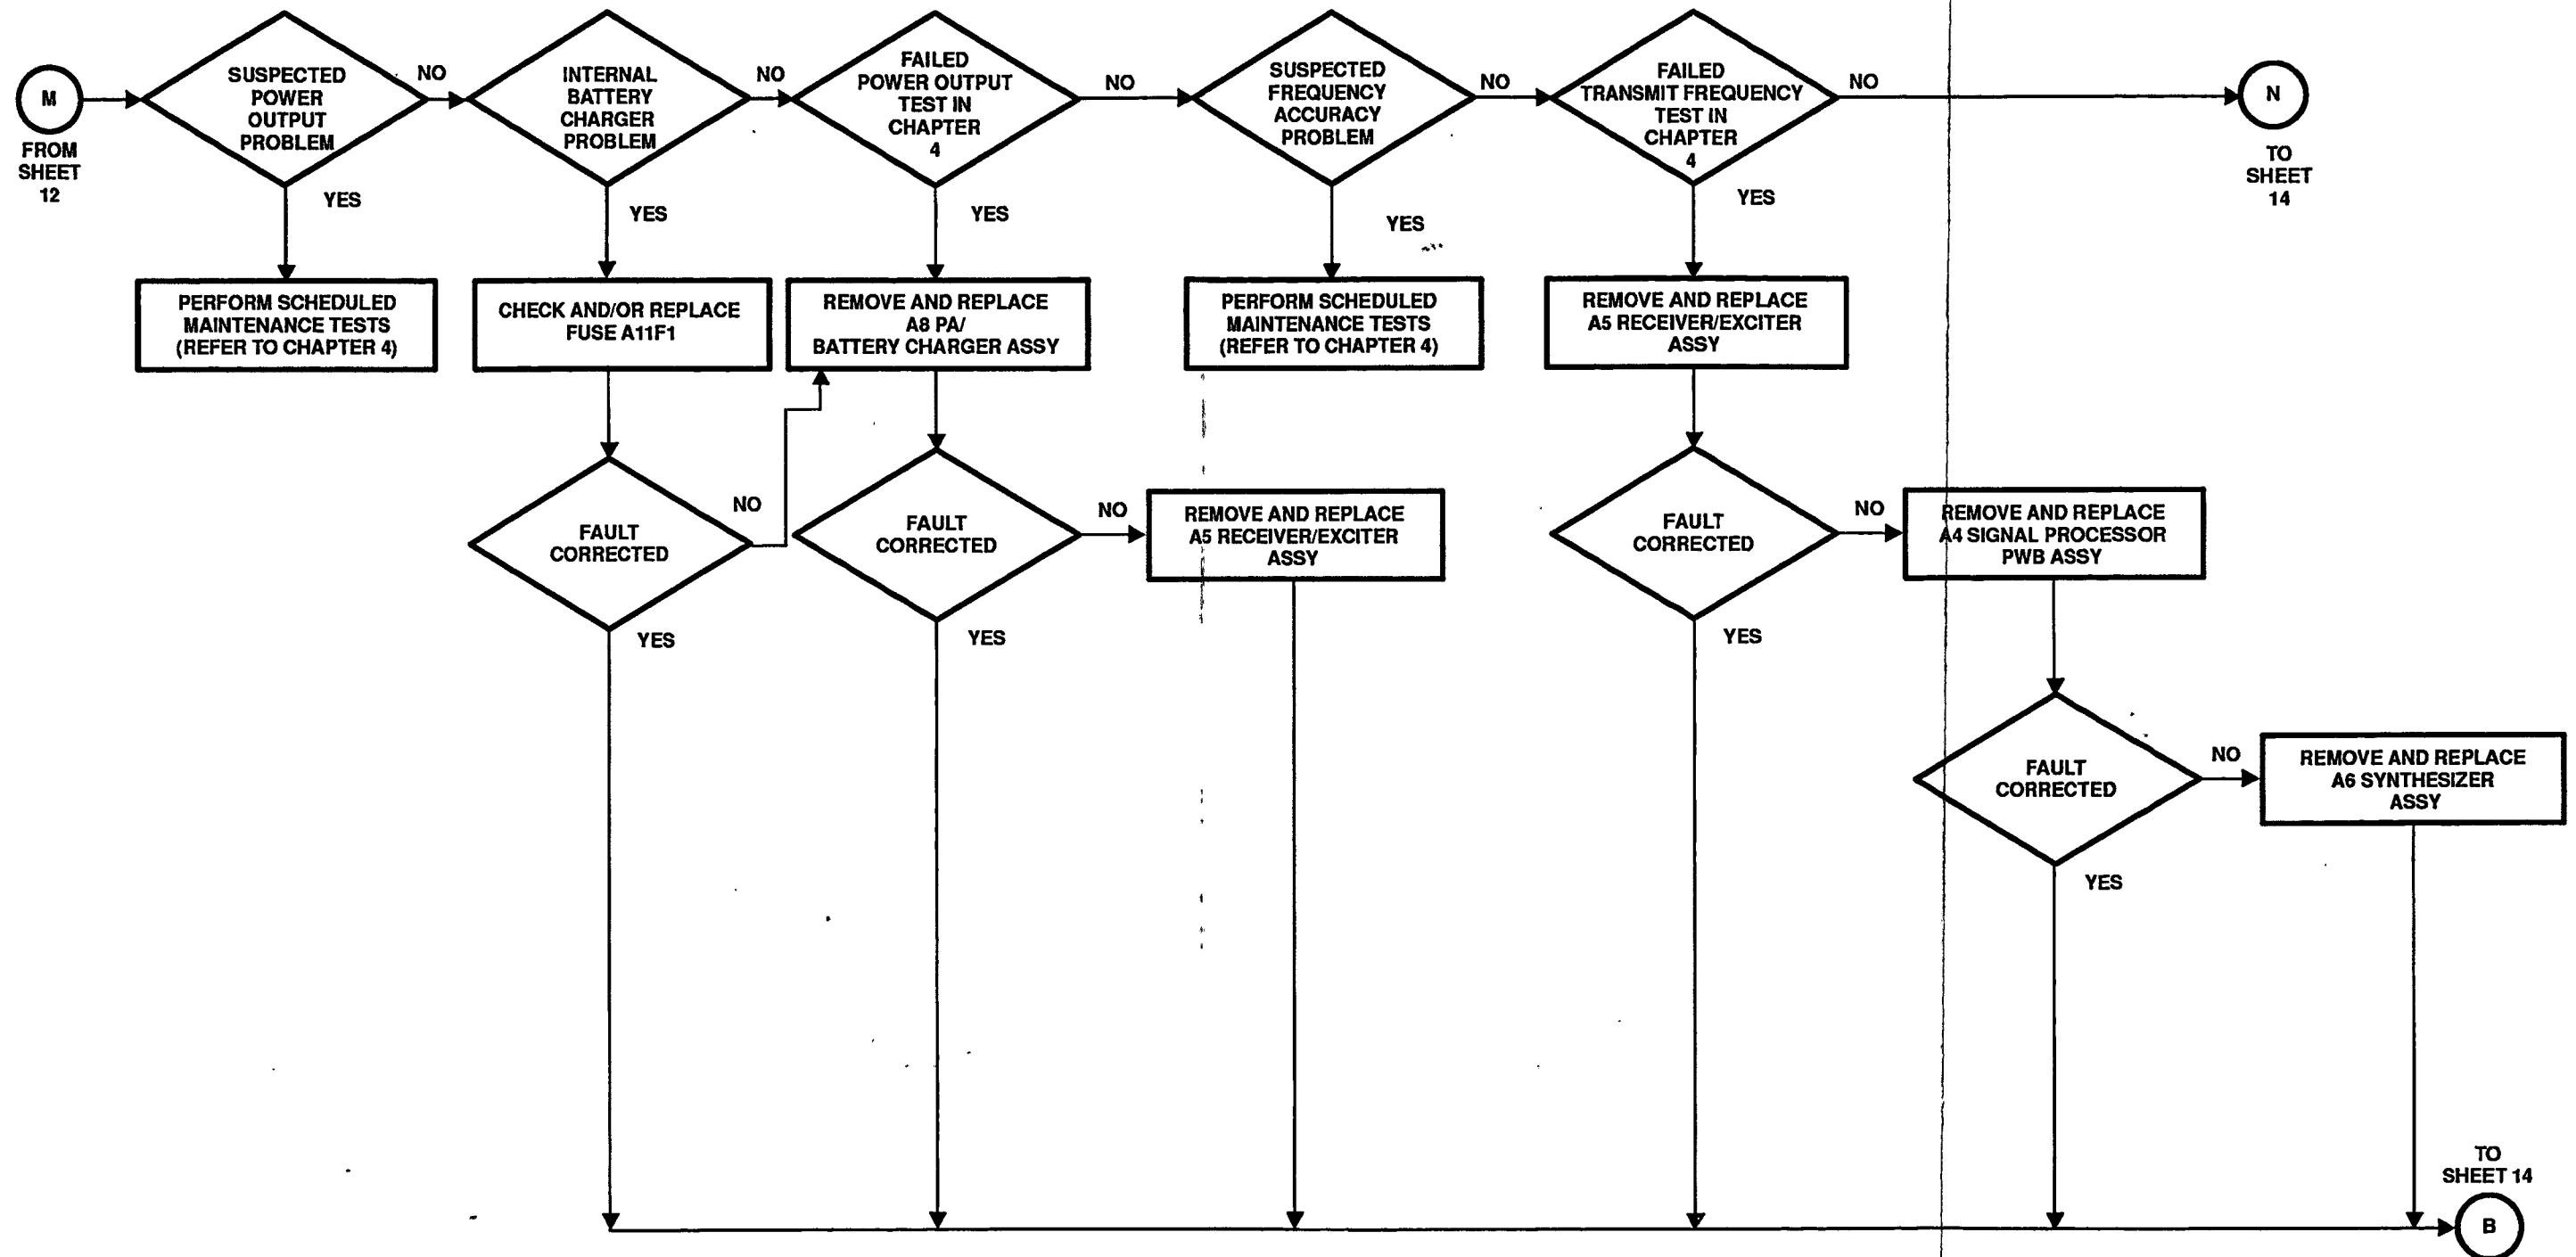 M
FROM
SHEET
12
SUSPECTED
POWER
OUTPUT
PROBLEM
NO
YES
PERFORM SCHEDULED
MAINTENANCE TESTS
(REFER TO CHAPTER 4)
INTERNAL
BATTERY
CHARGER
PROBLEM
NO
YES
CHECK AND/OR REPLACE
FUSE A11F1
FAULT
CORRECTED
NO
YES
FAILED
POWER OUTPUT
TEST IN
CHAPTER
4
NO
YES
REMOVE AND REPLACE
A8 PA/
BATTERY CHARGER ASSY
FAULT
CORRECTED
NO
YES
REMOVE AND REPLACE
A5 RECEIVER/EXCITER
ASSY
SUSPECTED
FREQUENCY
ACCURACY
PROBLEM
NO
YES
PERFORM SCHEDULED
MAINTENANCE TESTS
(REFER TO CHAPTER 4)
FAILED
TRANSMIT FREQUENCY
TEST IN
CHAPTER
4
NO
YES
REMOVE AND REPLACE
A5 RECEIVER/EXCITER
ASSY
FAULT
CORRECTED
NO
YES
REMOVE AND REPLACE
A4 SIGNAL PROCESSOR
PWB ASSY
FAULT
CORRECTED
NO
YES
REMOVE AND REPLACE
A6 SYNTHESIZER
ASSY
N
TO
SHEET
14
TO
SHEET 14
B